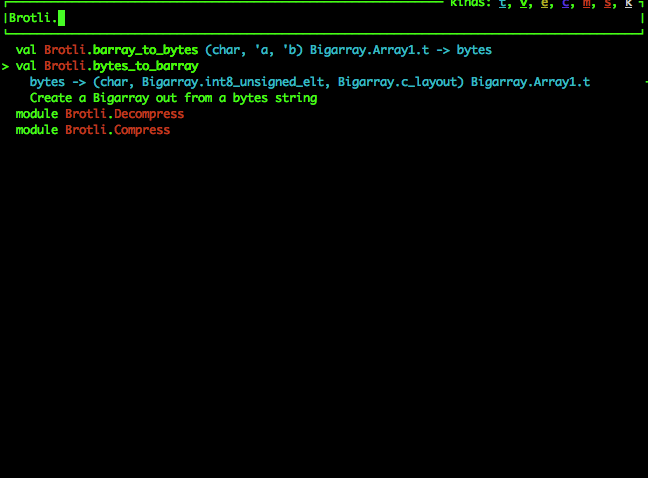 kinds: t, v, e, c, m, s, k
Brotli.
val Brotli.barray_to_bytes (char, 'a, 'b) Bigarray.Array1.t -> bytes
> val Brotli.bytes_to_barray
bytes -> (char, Bigarray.int8_unsigned_elt, Bigarray.c_layout) Bigarray.Array1.t
Create a Bigarray out from a bytes string
module Brotli.Decompress
module Brotli.Compress